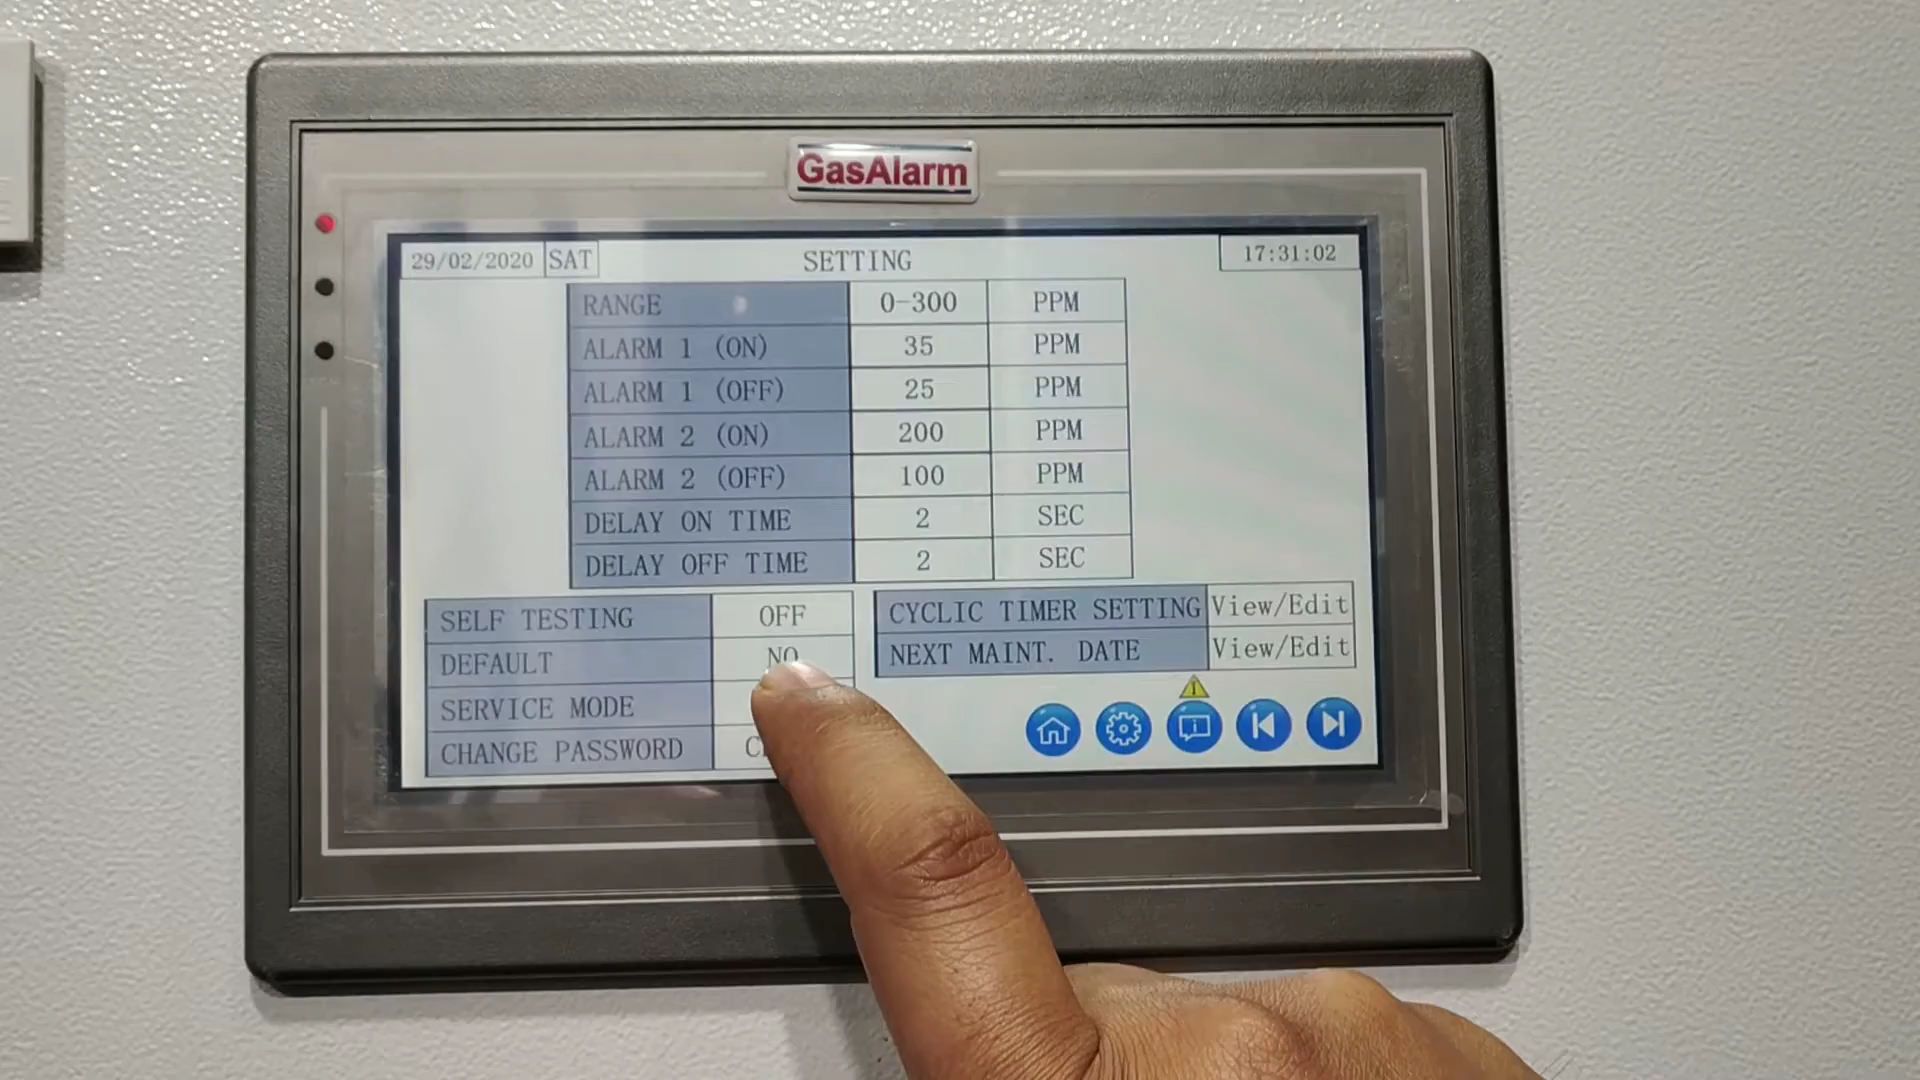 GasAlarm
29/02/2020 SAT SETTING 17:31:02
RANGE 0-300 PPM
ALARM 1 (ON) 35 PPM
ALARM 1 (OFF) 25 PPM
ALARM 2 (ON) 200 PPM
ALARM 2 (OFF) 100 PPM
DELAY ON TIME 2 SEC
DELAY OFF TIME 2 SEC
SELF TESTING OFF CYCLIC TIMER SETTING View/Edit
DEFAULT NO NEXT MAINT. DATE View/Edit
SERVICE MODE
CHANGE PASSWORD